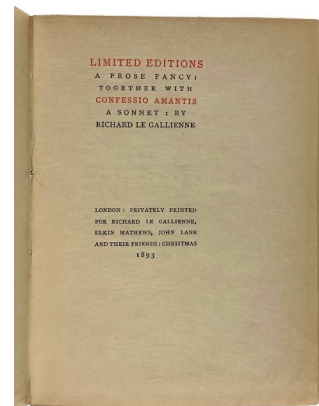 LIMITED EDITIONS
A PROSE FANCY:
TOGETHER WITH
CONFESSIO AMANTIS
A SONNET : BY
RICHARD LE GALLIENNE
LONDON: PRIVATELY PRINTED
FOR RICHARD LE GALLIENNE,
ELKIN MATHEWS, JOHN LANE
AND THEIR FRIENDS: CHRISTMAS
1893